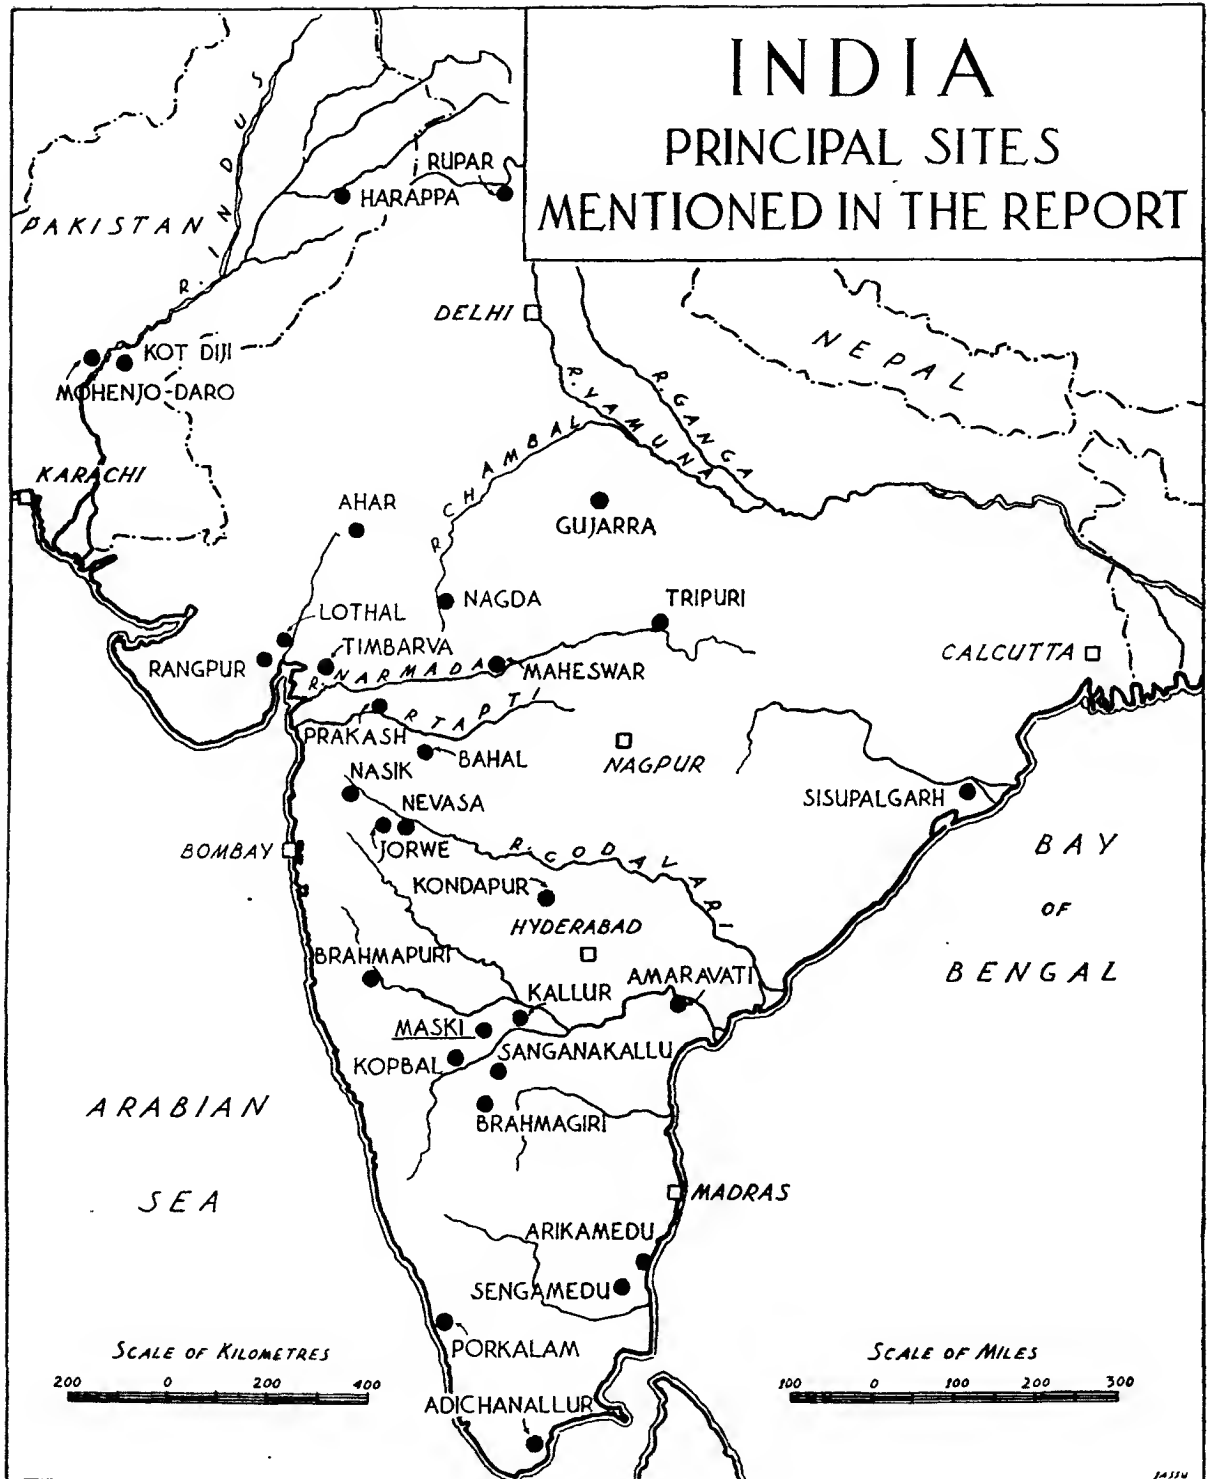 INDIA
PRINCIPAL SITES
MENTIONED IN THE REPORT
R. INDUS
RUPAR
HARAPPA
PAKISTAN
DELHI
NEPAL
KOT DIJI
MOHENJO-DARO
R. YAMUNA
R. GANGA
R CHAMBAL
KARACHI
AHAR
GUJARRA
NAGDA
TRIPURI
LOTHAL
TIMBARVA
RANGPUR
R. NARMADA
MAHESWAR
CALCUTTA
R TAPTI
PRAKASH
BAHAL
NAGPUR
NASIK
NEVASA
SISUPALGARH
JORWE
BOMBAY
R. GODAVARI
BAY
OF
BENGAL
KONDAPUR
HYDERABAD
BRAHMAPURI
AMARAVATI
KALLUR
MASKI
SANGANAKALLU
KOPBAL
BRAHMAGIRI
ARABIAN
SEA
MADRAS
ARIKAMEDU
SENGAMEDU
PORKALAM
SCALE OF KILOMETRES
200 0 200 400
SCALE OF MILES
100 0 100 200 300
ADICHANALLUR